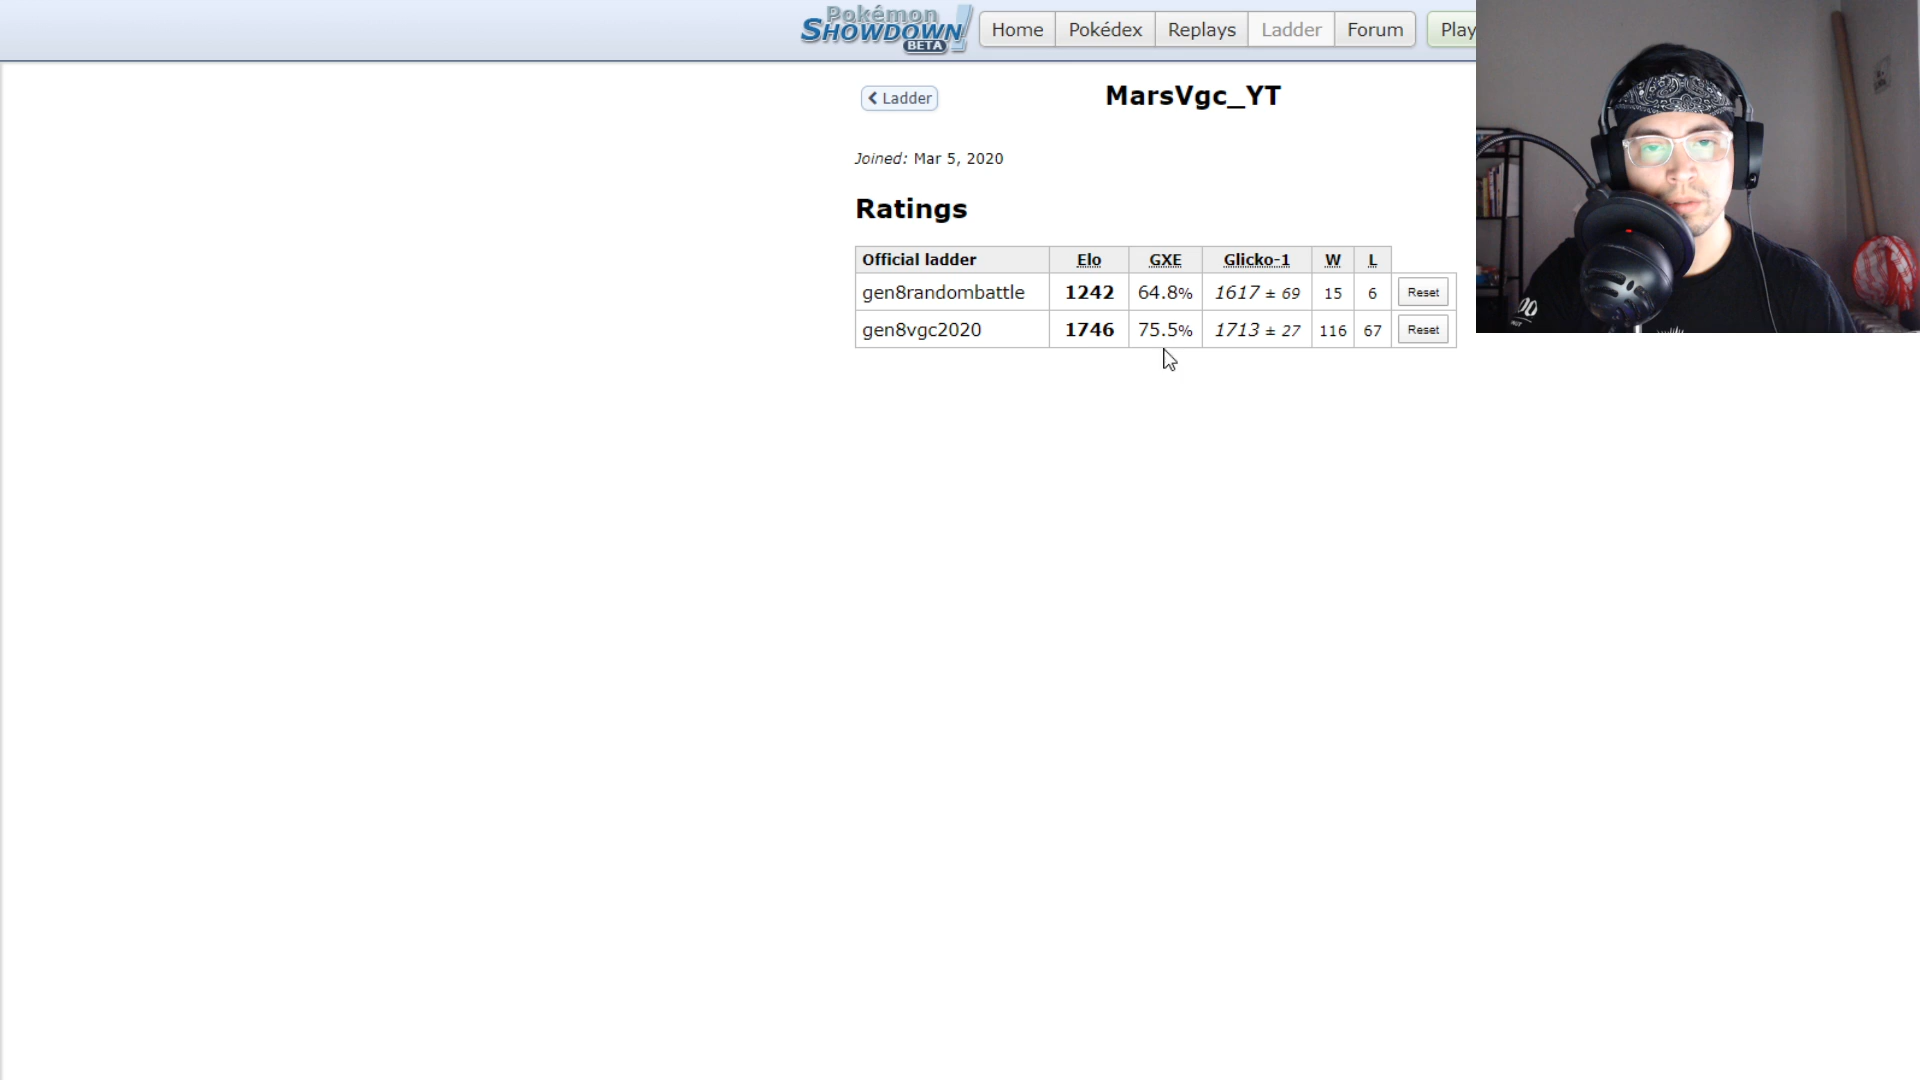 Pokémon
SHOWDOWN!
BETA
Home Pokédex Replays Ladder Forum Play
Ladder
MarsVgc_YT
Joined: Mar 5, 2020
Ratings
Official ladder Elo GXE Glicko-1 W L
gen8randombattle 1242 64.8% 1617 ± 69 15 6 Reset
gen8vgc2020 1746 75.5% 1713 ± 27 116 67 Reset